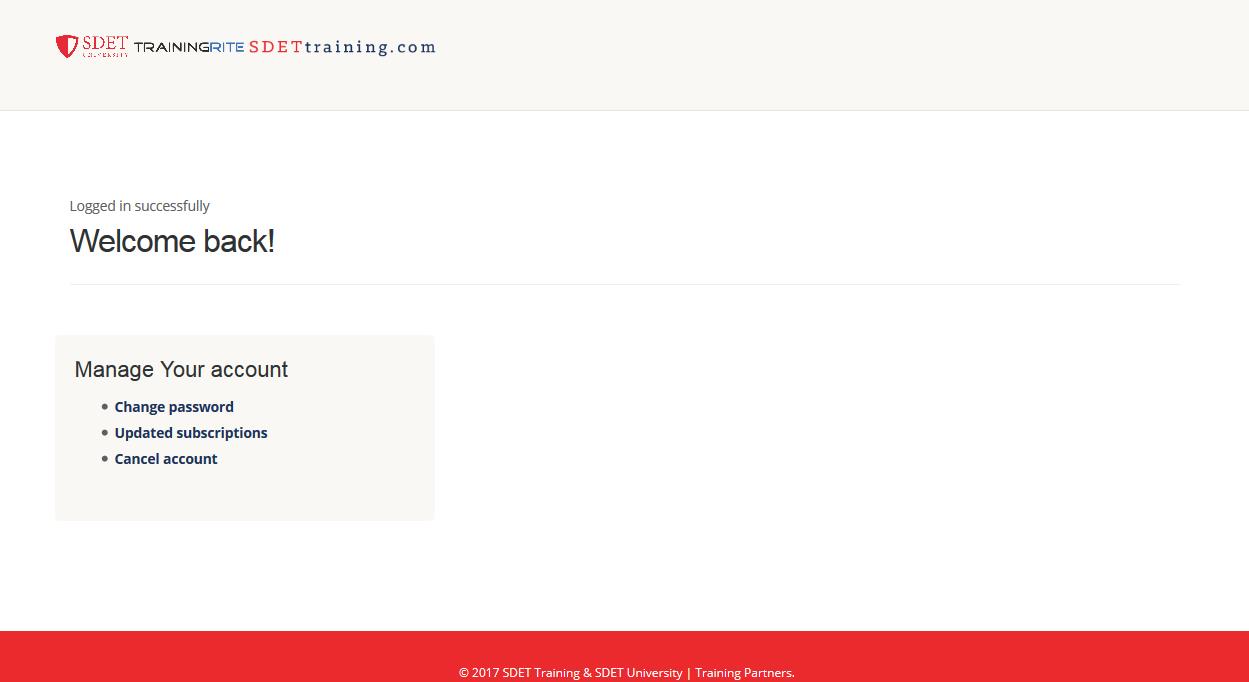 SDET UNIVERSITY TRAININGRITE SDETtraining.com
Logged in successfully
Welcome back!
Manage Your account
Change password
Updated subscriptions
Cancel account
© 2017 SDET Training & SDET University | Training Partners.